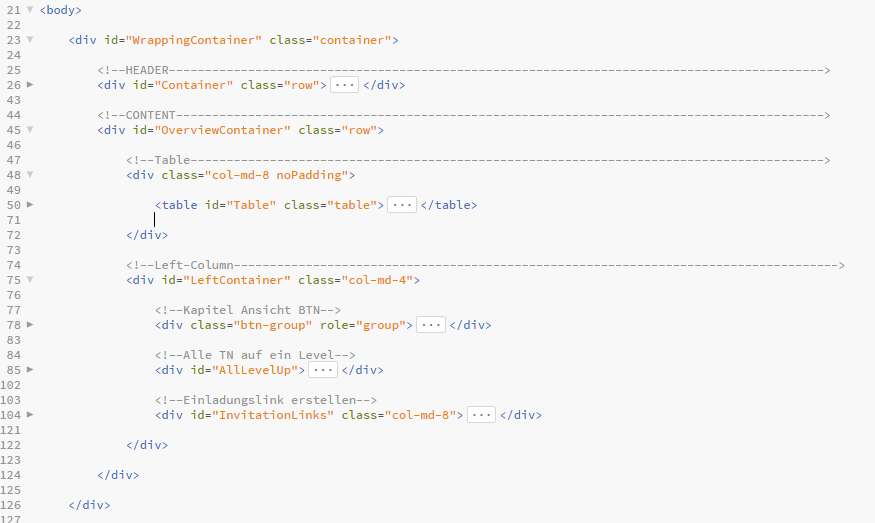 21 <body>
22
23 <div id="WrappingContainer" class="container">
24
25 <!--HEADER------------------------------------------------------------------------------------------>
26 <div id="Container" class="row"> ... </div>
43
44 <!--CONTENT----------------------------------------------------------------------------------------->
45 <div id="OverviewContainer" class="row">
46
47 <!--Table--------------------------------------------------------------------------------------->
48 <div class="col-md-8 noPadding">
49
50 <table id="Table" class="table"> ... </table>
71
72 </div>
73
74 <!--Left-Column----------------------------------------------------------------------------------->
75 <div id="LeftContainer" class="col-md-4">
76
77 <!--Kapitel Ansicht BTN-->
78 <div class="btn-group" role="group"> ... </div>
83
84 <!--Alle TN auf ein Level-->
85 <div id="AllLevelUp"> ... </div>
102
103 <!--Einladungslink erstellen-->
104 <div id="InvitationLinks" class="col-md-8"> ... </div>
121
122 </div>
123
124 </div>
125
126 </div>
127